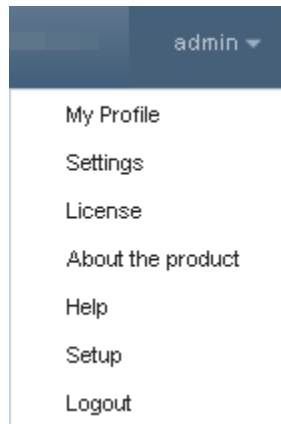 admin
My Profile
Settings
License
About the product
Help
Setup
Logout